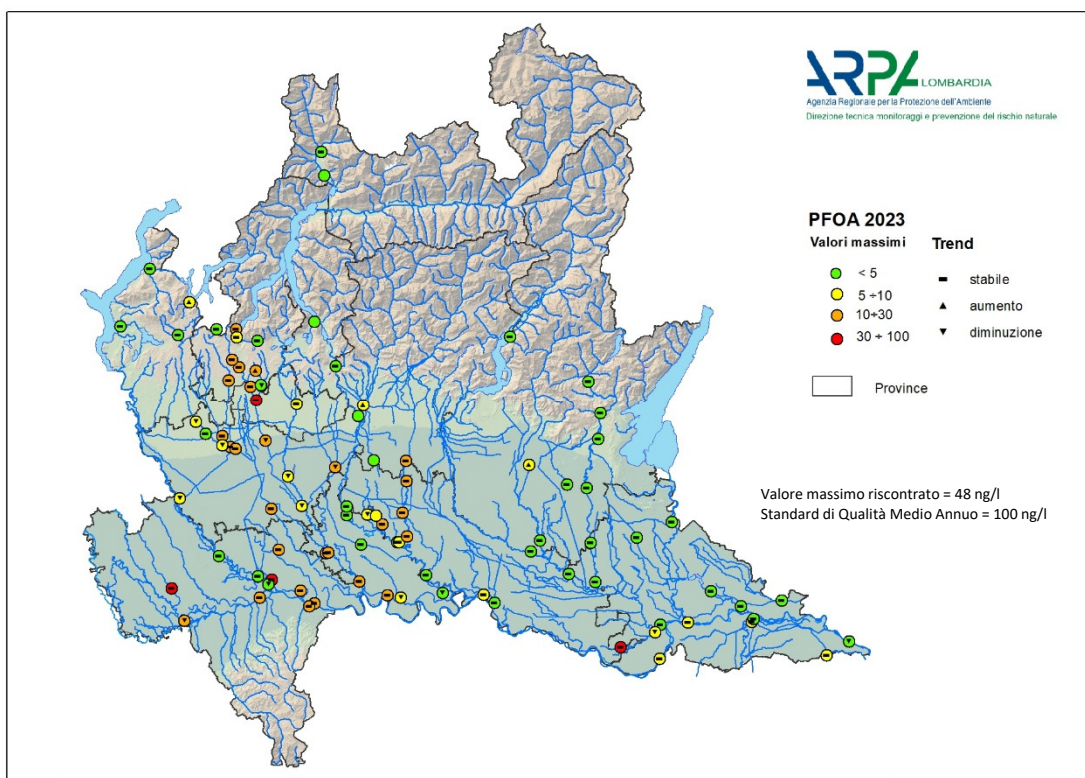 ARPA LOMBARDIA
Agenzia Regionale per la Protezione dell'Ambiente
Direzione tecnica monitoraggi e prevenzione del rischio naturale
PFOA 2023
Valori massimi
< 5
5 ÷10
10÷30
30 ÷ 100
Trend
stabile
aumento
diminuzione
Province
Valore massimo riscontrato = 48 ng/l
Standard di Qualità Medio Annuo = 100 ng/l